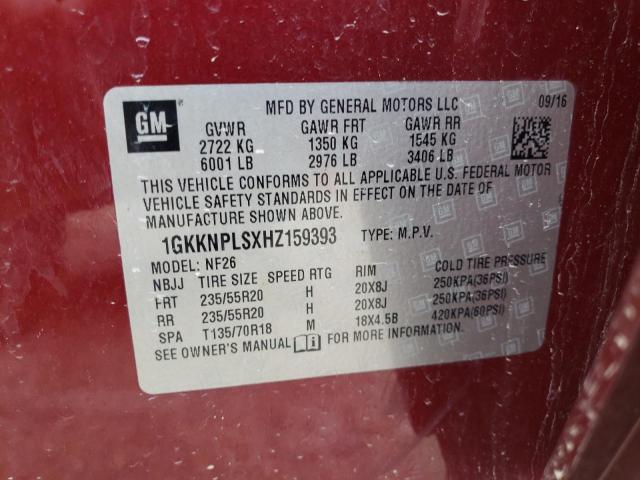 GM
MFD BY GENERAL MOTORS LLC 09/16
GVWR GAWR FRT GAWR RR
2722 KG 1350 KG 1545 KG
6001 LB 2976 LB 3406 LB
THIS VEHICLE CONFORMS TO ALL APPLICABLE U.S. FEDERAL MOTOR
VEHICLE SAFETY STANDARDS IN EFFECT ON THE DATE OF
MANUFACTURE SHOWN ABOVE.
1GKKNPLSXHZ159393 TYPE: M.P.V.
MODEL: NF26
NBJJ TIRE SIZE SPEED RTG RIM COLD TIRE PRESSURE
FRT 235/55R20 H 20X8J 250KPA(36PSI)
RR 235/55R20 H 20X8J 250KPA(36PSI)
SPA T135/70R18 M 18X4.5B 420KPA(60PSI)
SEE OWNER'S MANUAL FOR MORE INFORMATION.